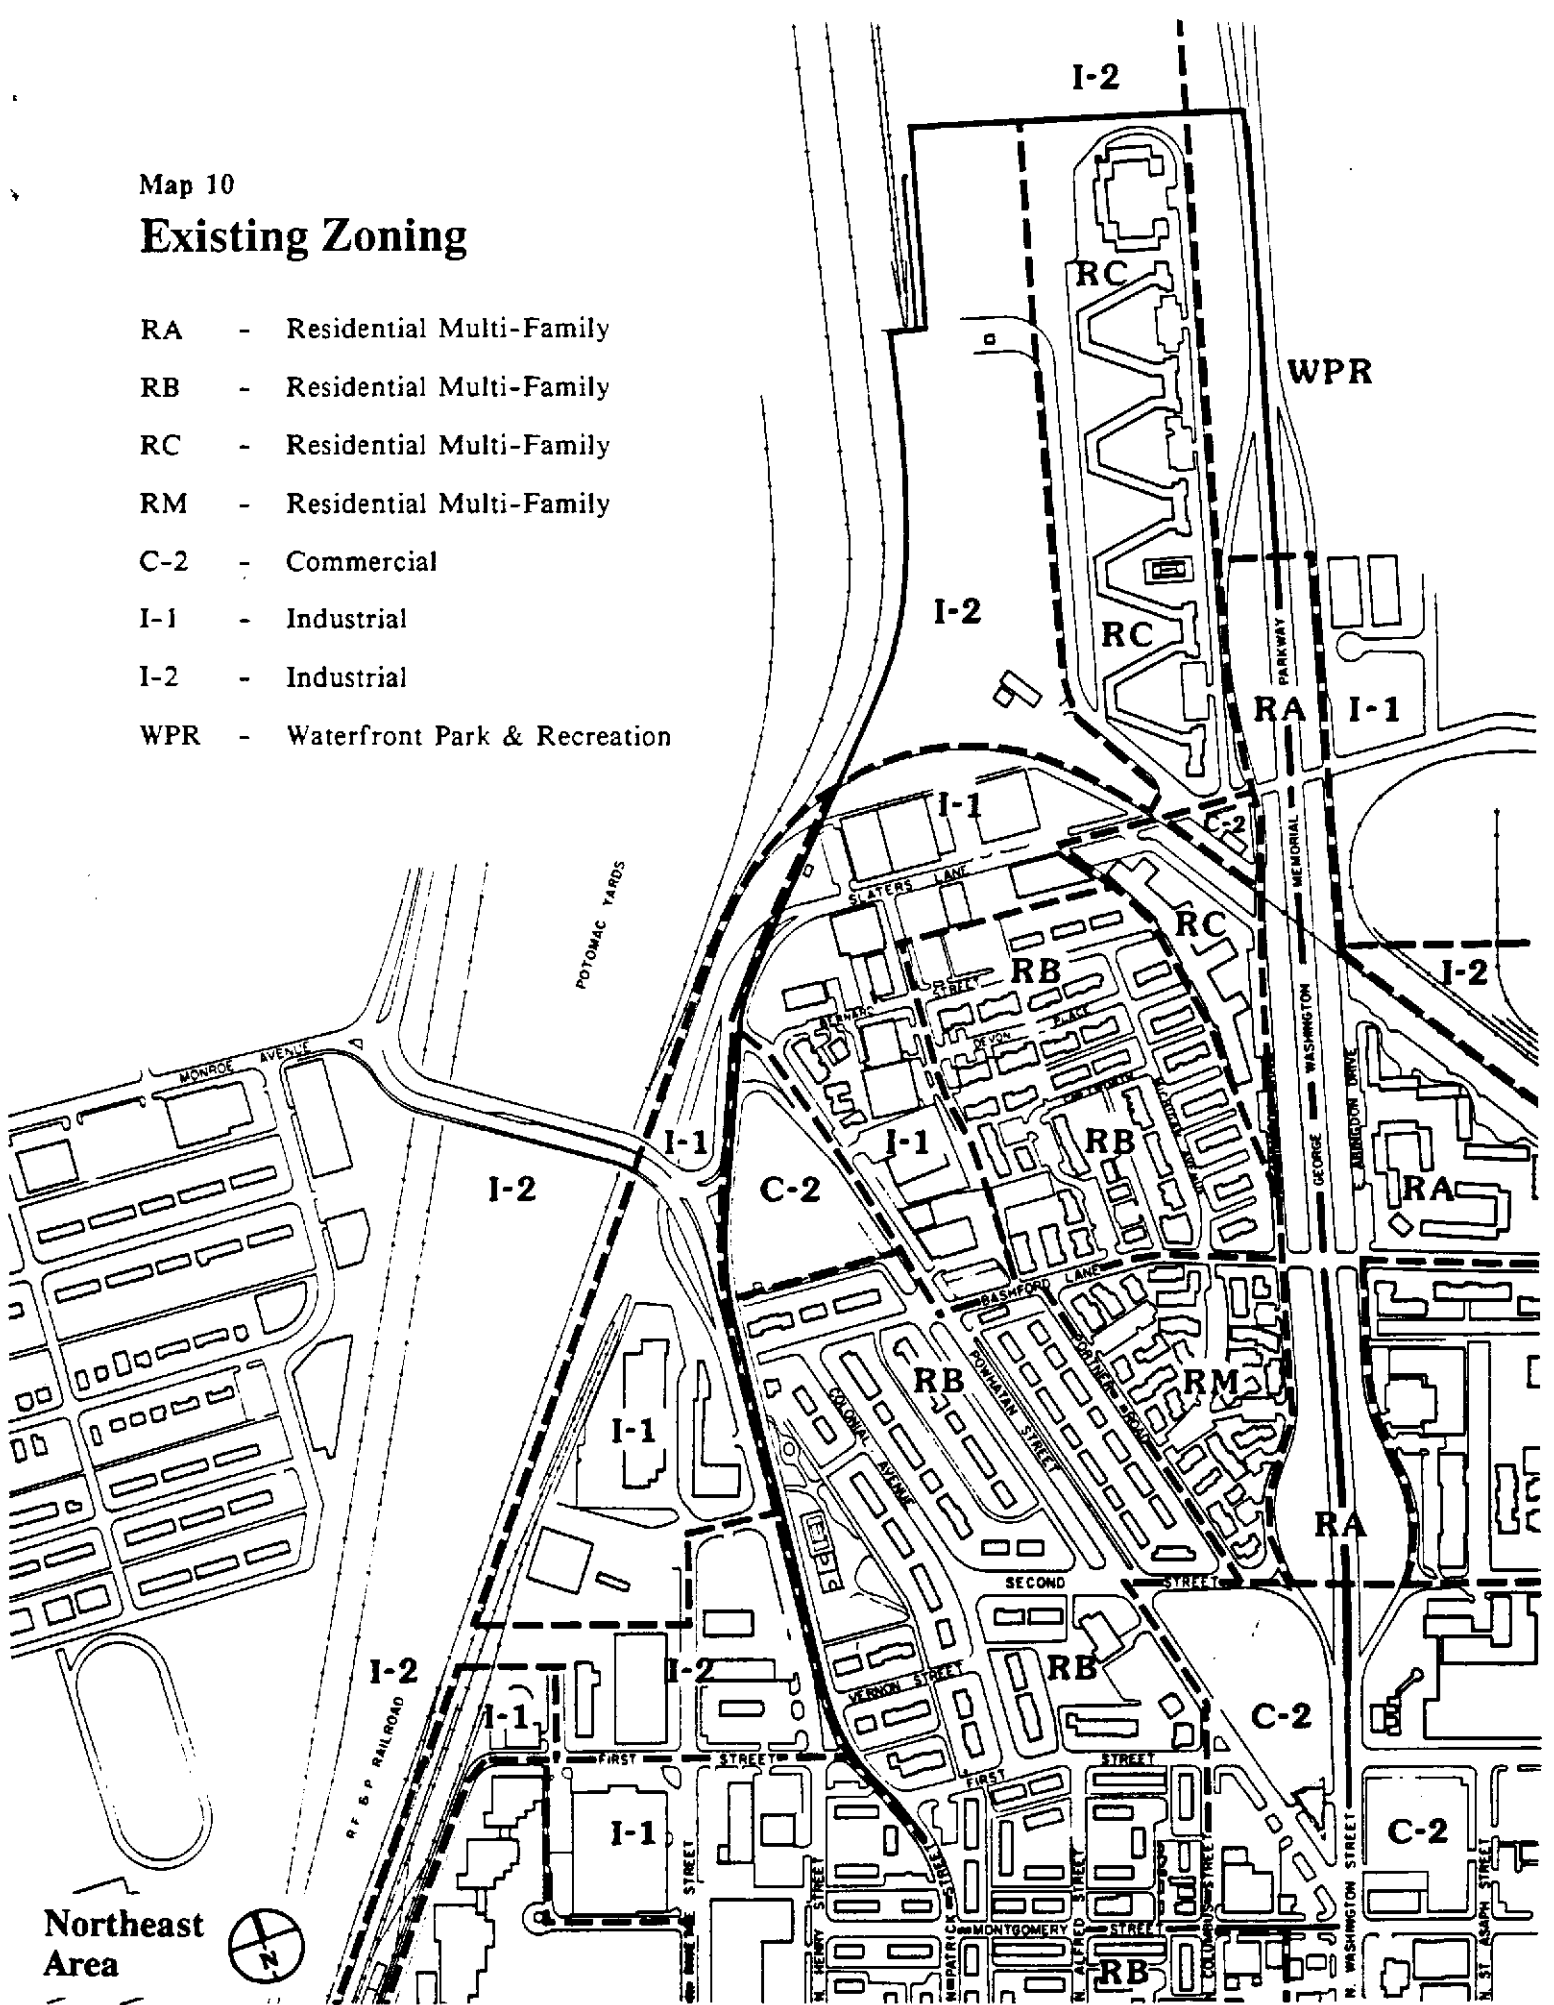 I-2
Map 10
Existing Zoning
RC
RA - Residential Multi-Family
WPR
RB - Residential Multi-Family
RC - Residential Multi-Family
RM - Residential Multi-Family
C-2 - Commercial
I-1 - Industrial
I-2
RC
I-2 - Industrial
RA
I-1
WPR - Waterfront Park & Recreation
PARKWAY
MEMORIAL
WASHINGTON
GEORGE
I-1
C-2
SLATERS LANE
POTOMAC YARDS
RC
RB
I-2
STREET
BERNARD
DEVON PLACE
MONROE AVENUE
ABINGDON DRIVE
I-1
I-1
RB
I-2
C-2
RA
BASHFORD LANE
PORTNER ROAD
POWHATAN STREET
RB
RM
COLONIAL AVENUE
I-1
RA
SECOND STREET
I-2
I-2
RB
VERNON STREET
I-1
C-2
R F & P RAILROAD
FIRST STREET
FIRST STREET
I-1
C-2
STREET
N. HENRY STREET
N PATRICK STREET
N. ALFRED STREET
N COLUMBUS STREET
N. WASHINGTON STREET
N. ST ASAPH STREET
MONTGOMERY STREET
RB
Northeast
Area
N